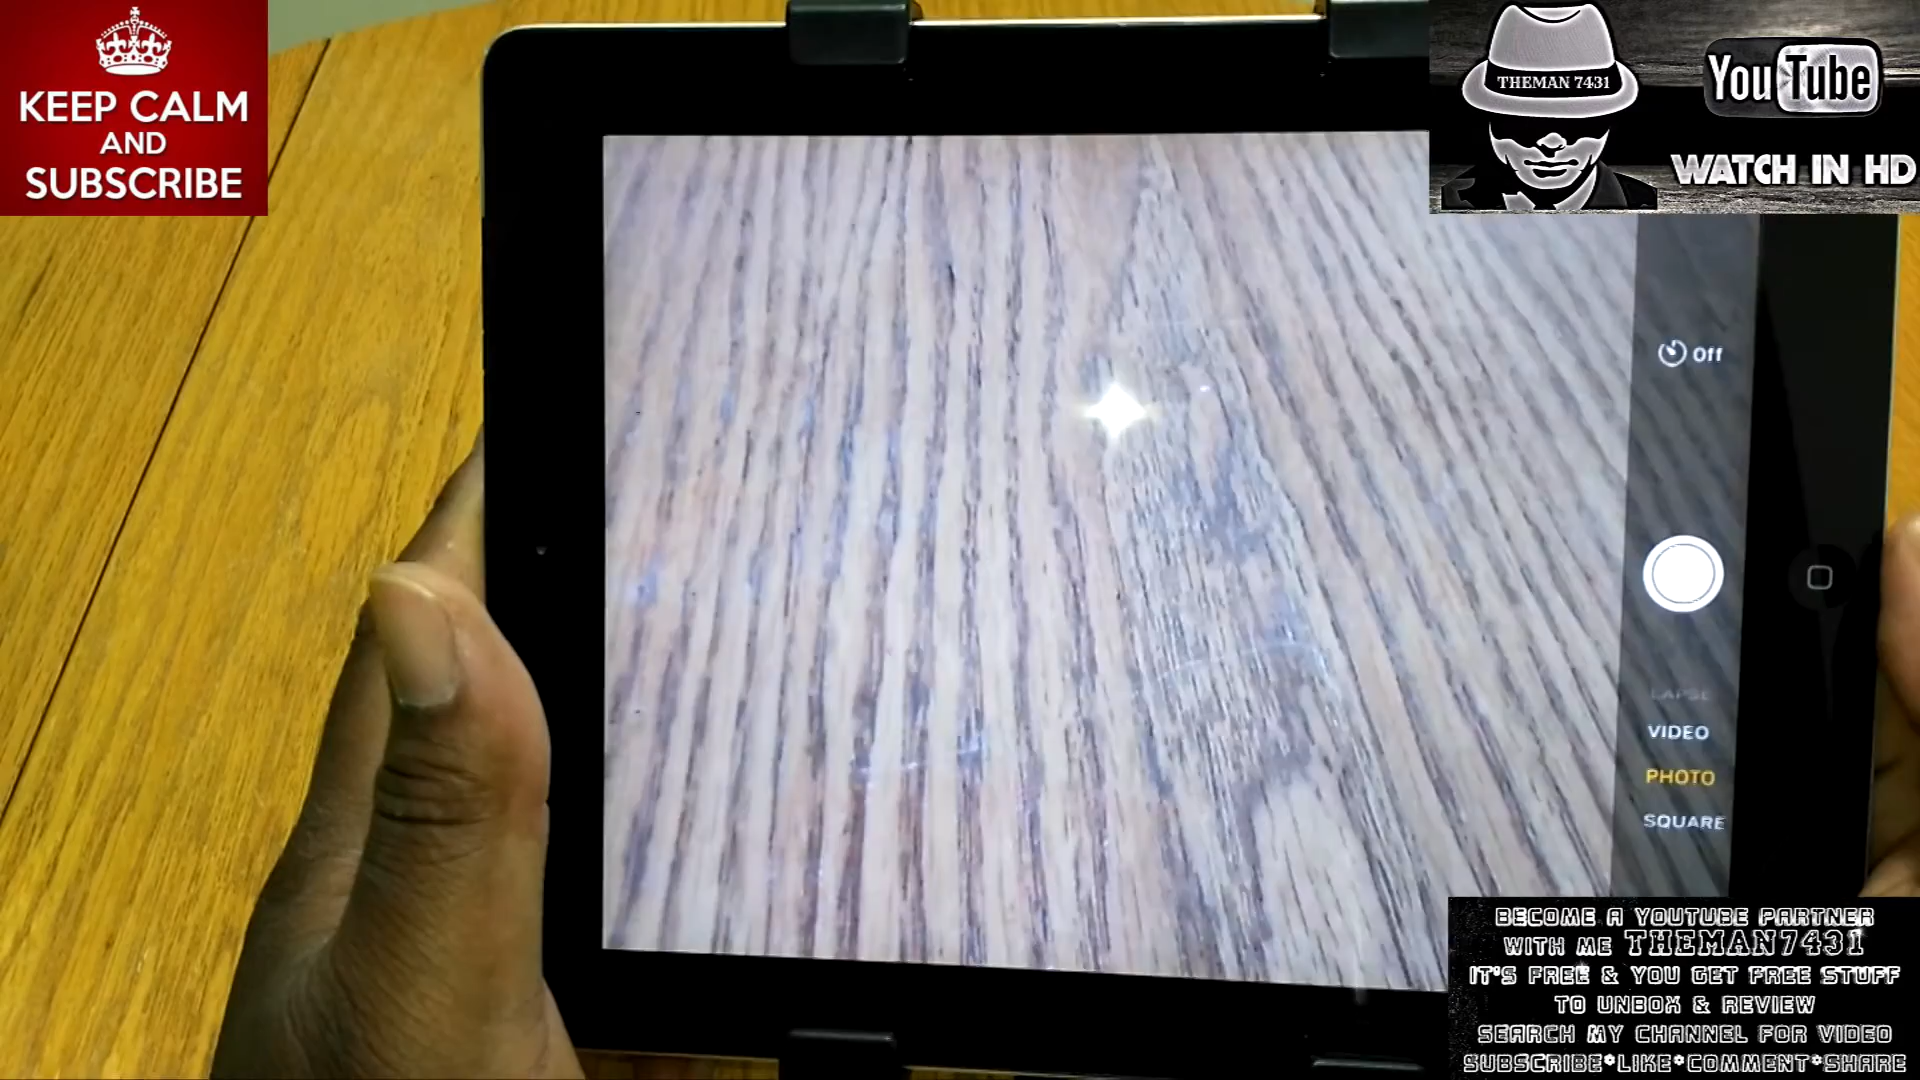 KEEP CALM
AND
SUBSCRIBE
THEMAN 7431
YouTube
WATCH IN HD
Off
LAPSE
VIDEO
PHOTO
SQUARE
BECOME A YOUTUBE PARTNER
WITH ME THEMAN7431
IT'S FREE & YOU GET FREE STUFF
TO UNBOX & REVIEW
SEARCH MY CHANNEL FOR VIDEO
SUBSCRIBE*LIKE*COMMENT*SHARE